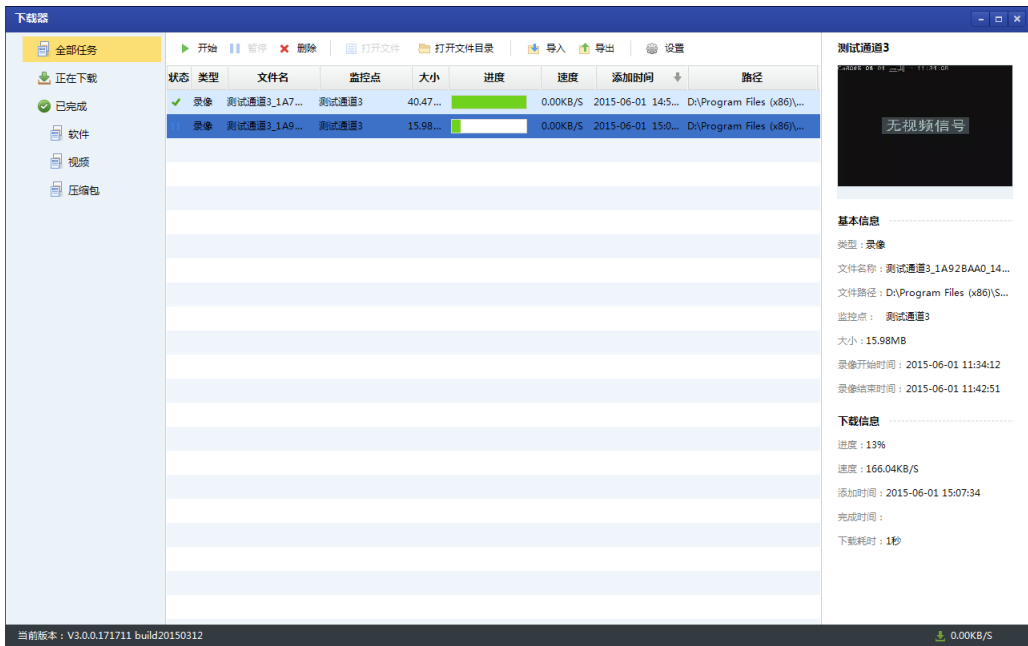 下载器
全部任务
正在下载
已完成
软件
视频
压缩包
开始 暂停 删除 打开文件 打开文件目录 导入 导出 设置
状态 类型 文件名 监控点 大小 进度 速度 添加时间 路径
录像 测试通道3_1A7... 测试通道3 40.47... 0.00KB/S 2015-06-01 14:5... D:\Program Files (x86)\...
录像 测试通道3_1A9... 测试通道3 15.98... 0.00KB/S 2015-06-01 15:0... D:\Program Files (x86)\...
测试通道3
无视频信号
基本信息
类型：录像
文件名称：测试通道3_1A92BAA0_14...
文件路径：D:\Program Files (x86)\S...
监控点： 测试通道3
大小：15.98MB
录像开始时间：2015-06-01 11:34:12
录像结束时间：2015-06-01 11:42:51
下载信息
进度：13%
速度：166.04KB/S
添加时间：2015-06-01 15:07:34
完成时间：
下载耗时：1秒
当前版本：V3.0.0.171711 build20150312
0.00KB/S